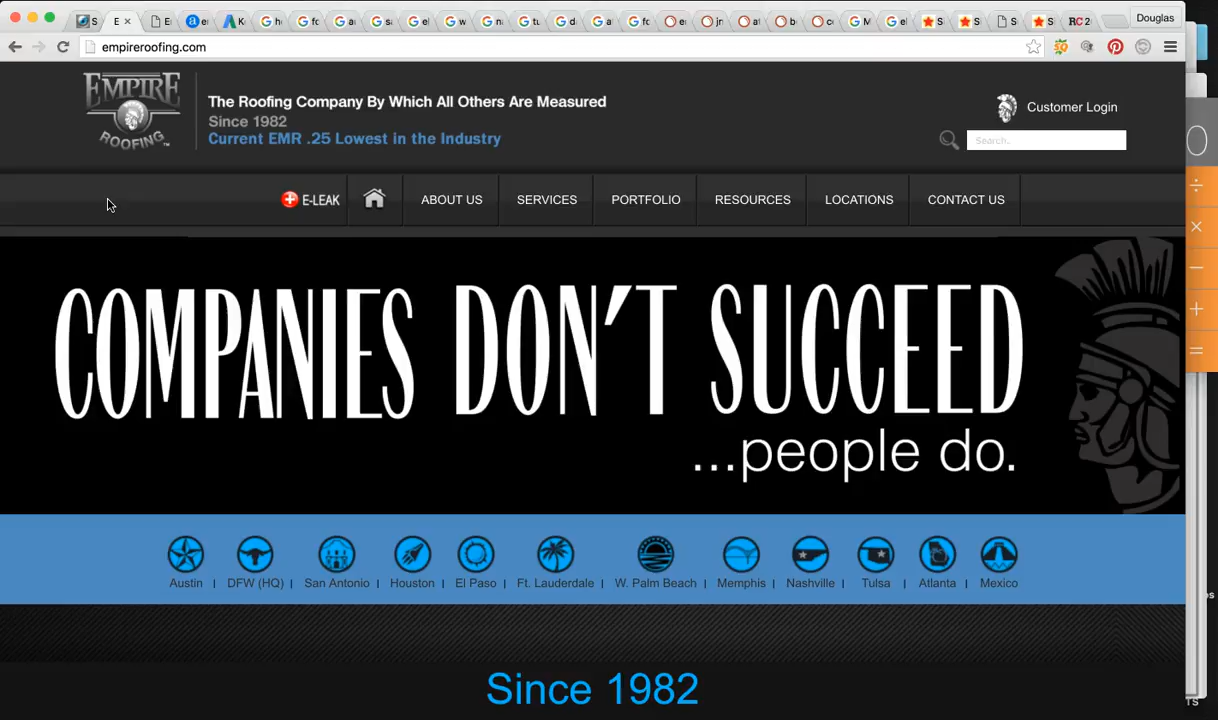 Douglas
empireroofing.com
EMPIRE
ROOFING
The Roofing Company By Which All Others Are Measured
Since 1982
Current EMR .25 Lowest in the Industry
Customer Login
Search..
E-LEAK
ABOUT US
SERVICES
PORTFOLIO
RESOURCES
LOCATIONS
CONTACT US
COMPANIES DON'T SUCCEED
...people do.
Austin | DFW (HQ) | San Antonio | Houston | El Paso | Ft. Lauderdale | W. Palm Beach | Memphis | Nashville | Tulsa | Atlanta | Mexico
Since 1982